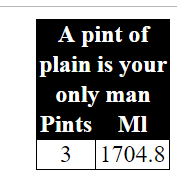 A pint of
plain is your
only man
Pints Ml
3 1704.8